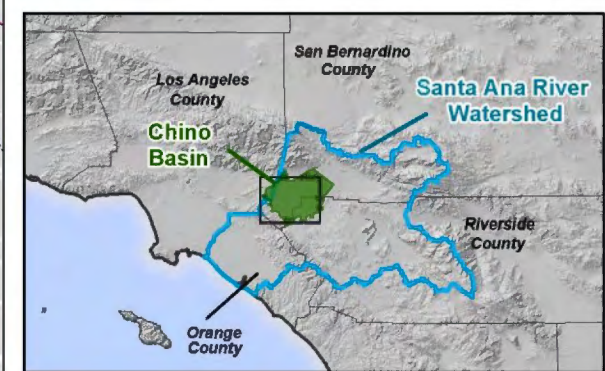 San Bernardino
County
Los Angeles
County
Santa Ana River
Watershed
Chino
Basin
Riverside
County
Orange
County